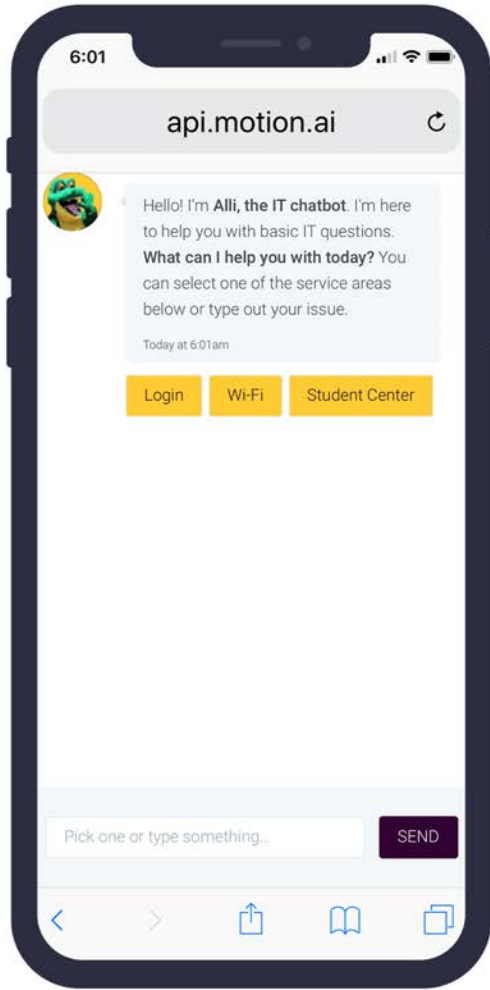 6:01
api.motion.ai
Hello! I'm Alli, the IT chatbot. I'm here
to help you with basic IT questions.
What can I help you with today? You
can select one of the service areas
below or type out your issue.
Today at 6:01am
Login Wi-Fi Student Center
Pick one or type something... SEND